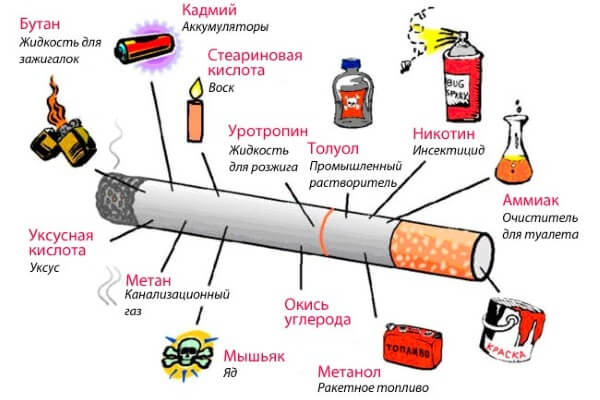 Бутан
Жидкость для
зажигалок
Кадмий
Аккумуляторы
Стеариновая
кислота
Воск
Уротропин
Жидкость
для розжига
Толуол
Промышленный
растворитель
BUG
SPRAY
Никотин
Инсектицид
Аммиак
Очиститель
для туалета
Уксусная
кислота
Уксус
Метан
Канализационный
газ
Мышьяк
Яд
Окись
углерода
ТОПЛИВО
Метанол
Ракетное топливо
КРАСКА